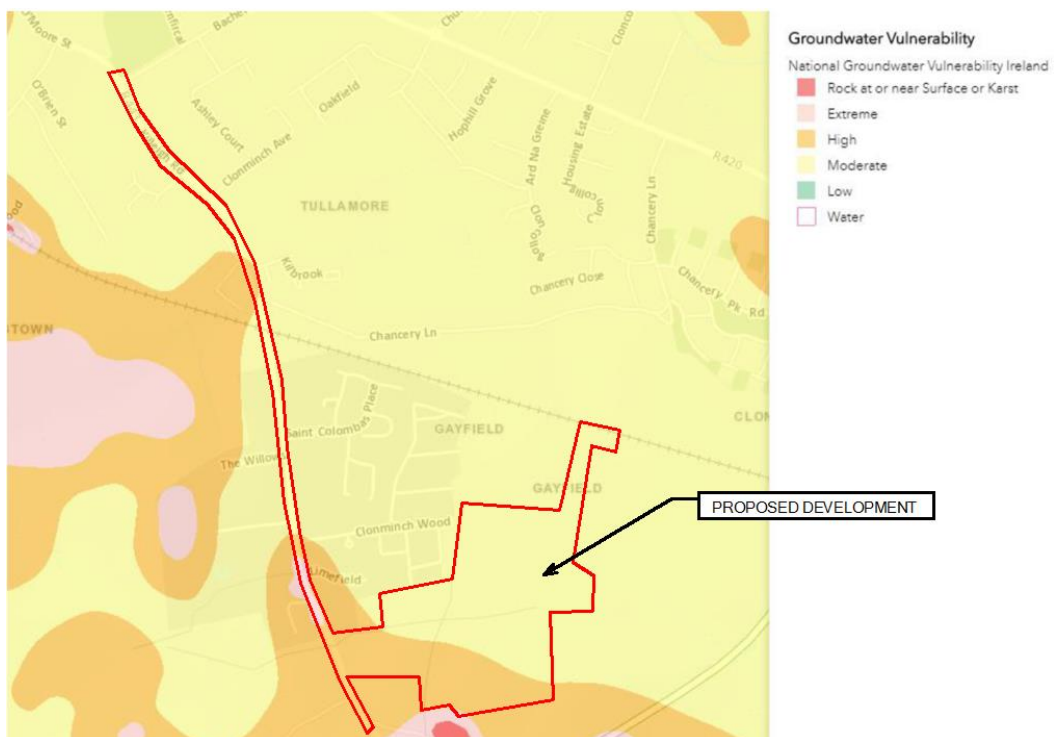 Groundwater Vulnerability
National Groundwater Vulnerability Ireland
Rock at or near Surface or Karst
Extreme
High
Moderate
Low
Water
O'Moore St
O'Brien St
Ashley Court
Oakfield
Clonminch Ave
Hophill Grove
Ard Na Greine
Housing Estate
R420
Chancery Ln
TULLAMORE
Kilbrook
Chancery Close
Chancery Pk Rd
Chancery Ln
Saint Colombas Place
GAYFIELD
The Willows
GAYFIELD
PROPOSED DEVELOPMENT
Clonminch Wood
Limefield